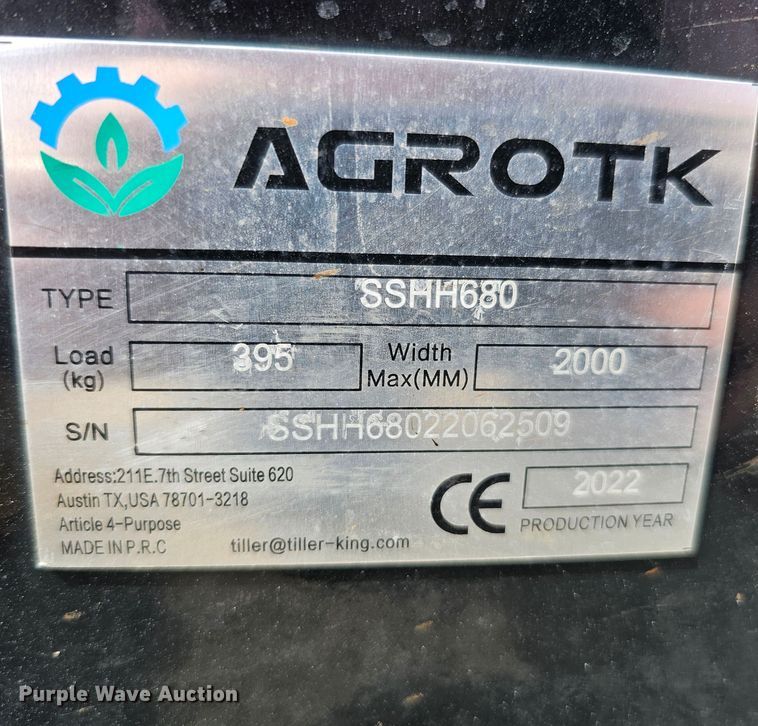 AGROTK
TYPE SSHH680
Load (kg) 395 Width Max(MM) 2000
S/N SSHH68022062509
Address:211E.7th Street Suite 620
Austin TX,USA 78701-3218
Article 4-Purpose
MADE IN P.R.C tiller@tiller-king.com
CE 2022
PRODUCTION YEAR
Purple Wave Auction